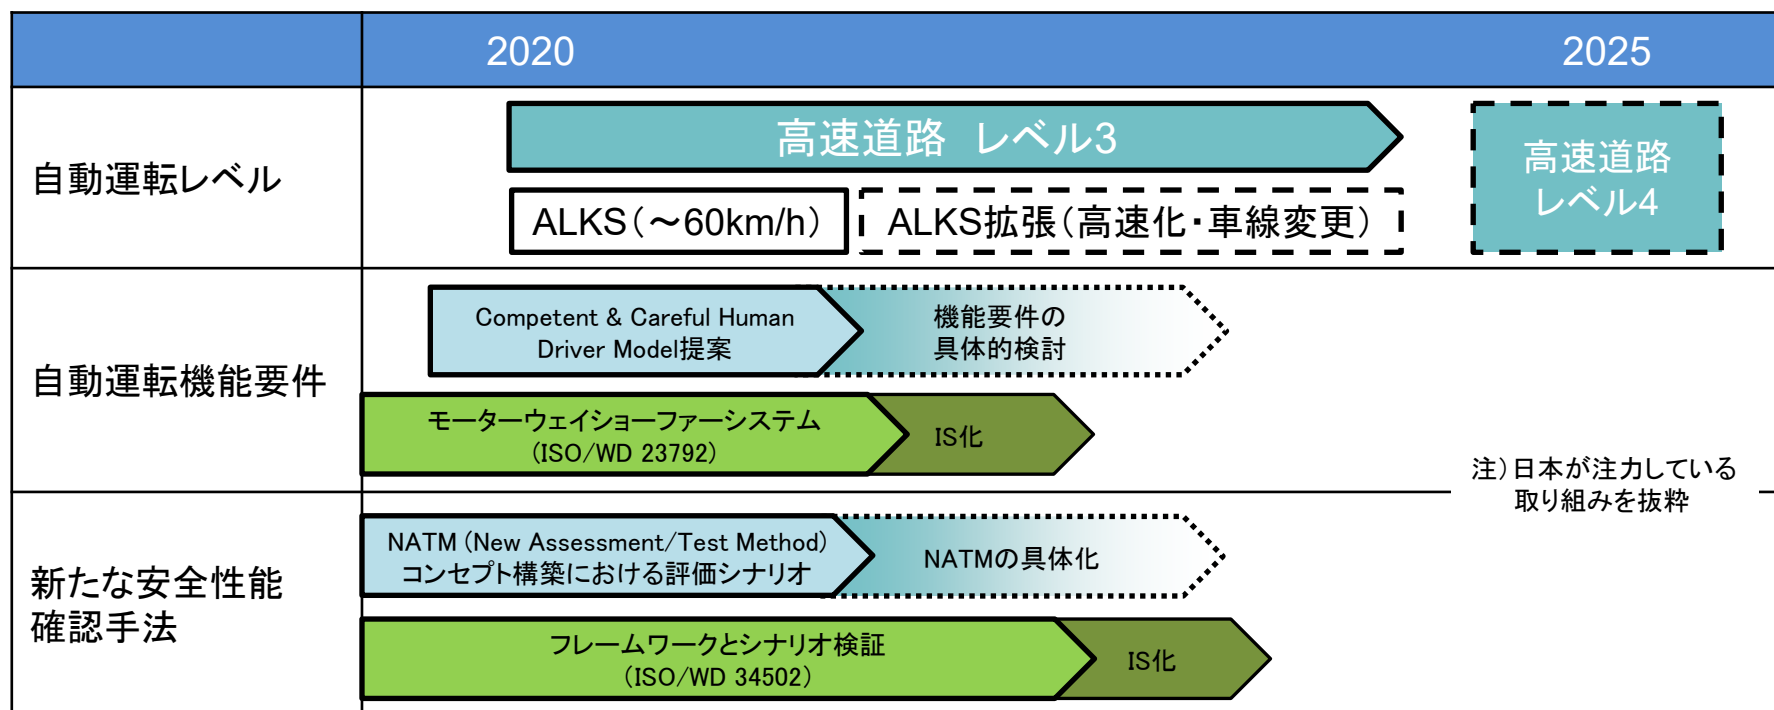 2020
2025
自動運転レベル
高速道路 レベル3
ALKS(～60km/h)
ALKS拡張(高速化・車線変更)
高速道路
レベル4
自動運転機能要件
Competent & Careful Human
Driver Model提案
機能要件の
具体的検討
モーターウェイショーファーシステム
(ISO/WD 23792)
IS化
注)日本が注力している
取り組みを抜粋
新たな安全性能
確認手法
NATM (New Assessment/Test Method)
コンセプト構築における評価シナリオ
NATMの具体化
フレームワークとシナリオ検証
(ISO/WD 34502)
IS化